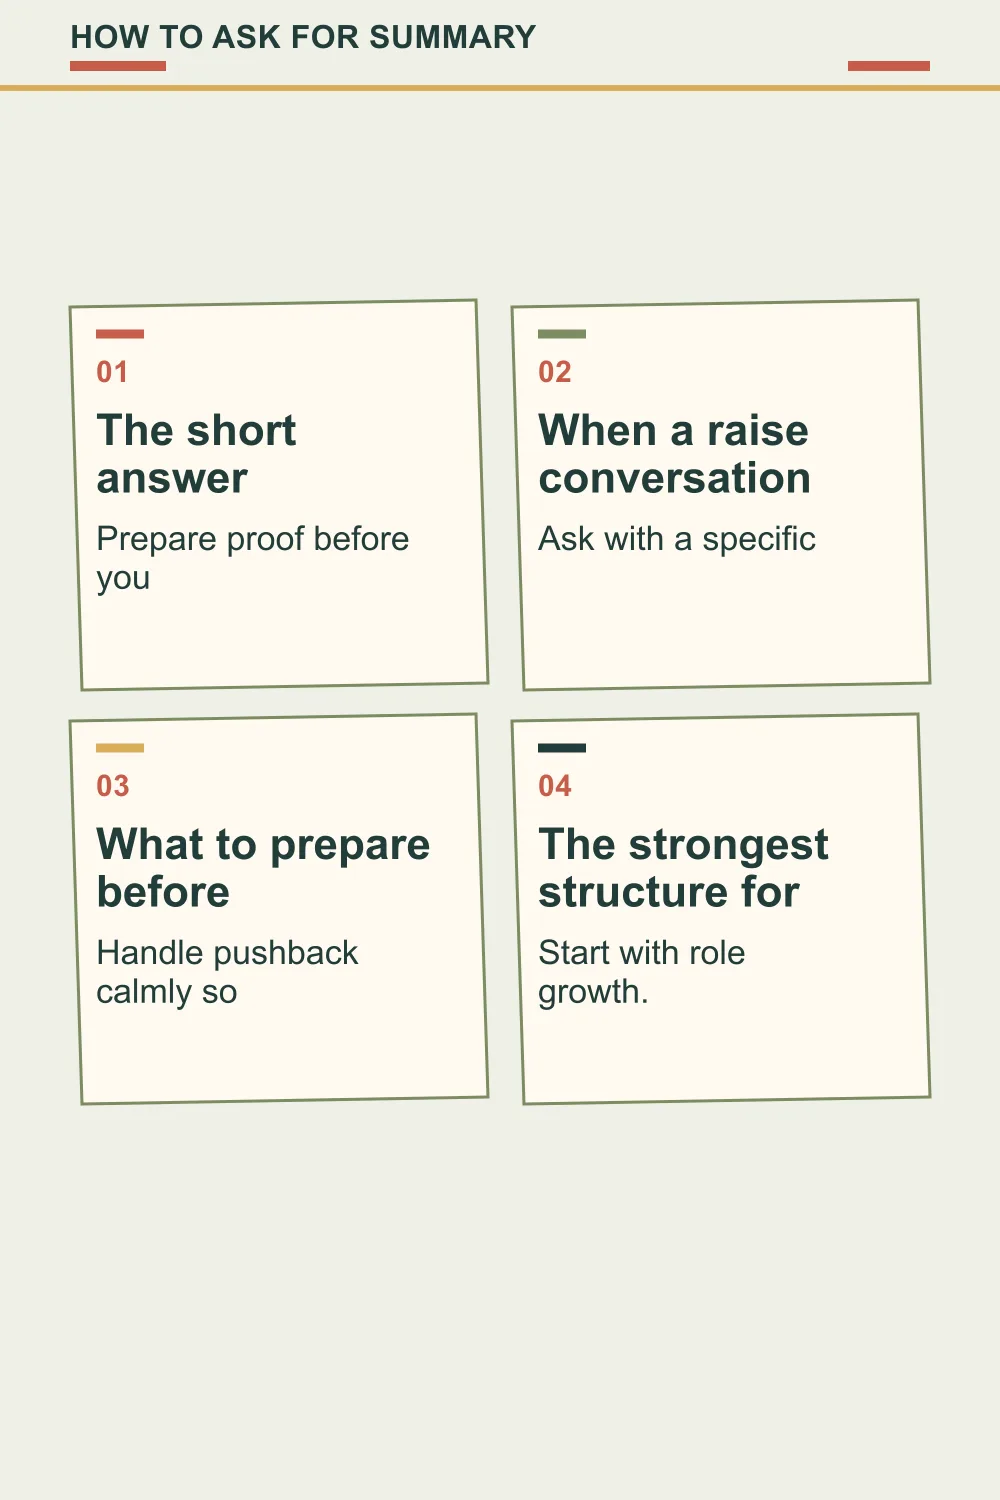 HOW TO ASK FOR SUMMARY
01
The short
answer
Prepare proof before
you
02
When a raise
conversation
Ask with a specific
03
What to prepare
before
Handle pushback
calmly so
04
The strongest
structure for
Start with role
growth.